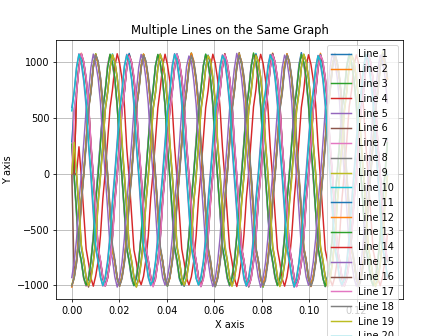 Multiple Lines on the Same Graph
Y axis
1000
500
0
−500
−1000
0.00
0.02
0.04
0.06
0.08
0.10
X axis
Line 1
Line 2
Line 3
Line 4
Line 5
Line 6
Line 7
Line 8
Line 9
Line 10
Line 11
Line 12
Line 13
Line 14
Line 15
Line 16
Line 17
Line 18
Line 19
Line 20